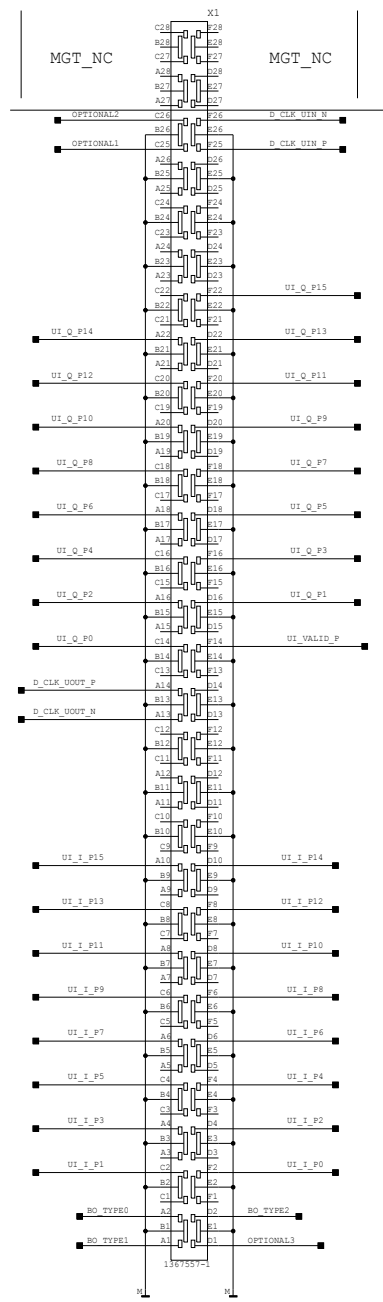 X1
C28 F28
B28 E28
MGT_NC C27 F27 MGT_NC
A28 D28
B27 E27
A27 D27
OPTIONAL2 C26 F26 D_CLK_UIN_N
B26 E26
OPTIONAL1 C25 F25 D_CLK_UIN_P
A26 D26
B25 E25
A25 D25
C24 F24
B24 E24
C23 F23
A24 D24
B23 E23
A23 D23
C22 F22 UI_Q_P15
B22 E22
C21 F21
UI_Q_P14 A22 D22 UI_Q_P13
B21 E21
A21 D21
UI_Q_P12 C20 F20 UI_Q_P11
B20 E20
C19 F19
UI_Q_P10 A20 D20 UI_Q_P9
B19 E19
A19 D19
UI_Q_P8 C18 F18 UI_Q_P7
B18 E18
C17 F17
UI_Q_P6 A18 D18 UI_Q_P5
B17 E17
A17 D17
UI_Q_P4 C16 F16 UI_Q_P3
B16 E16
C15 F15
UI_Q_P2 A16 D16 UI_Q_P1
B15 E15
A15 D15
UI_Q_P0 C14 F14 UI_VALID_P
B14 E14
C13 F13
D_CLK_UOUT_P A14 D14
B13 E13
D_CLK_UOUT_N A13 D13
C12 F12
B12 E12
C11 F11
A12 D12
B11 E11
A11 D11
C10 F10
B10 E10
C9 F9
UI_I_P15 A10 D10 UI_I_P14
B9 E9
A9 D9
UI_I_P13 C8 F8 UI_I_P12
B8 E8
C7 F7
UI_I_P11 A8 D8 UI_I_P10
B7 E7
A7 D7
UI_I_P9 C6 F6 UI_I_P8
B6 E6
C5 F5
UI_I_P7 A6 D6 UI_I_P6
B5 E5
A5 D5
UI_I_P5 C4 F4 UI_I_P4
B4 E4
C3 F3
UI_I_P3 A4 D4 UI_I_P2
B3 E3
A3 D3
UI_I_P1 C2 F2 UI_I_P0
B2 E2
C1 F1
BO_TYPE0 A2 D2 BO_TYPE2
B1 E1
BO_TYPE1 A1 D1 OPTIONAL3
1367557-1
M M